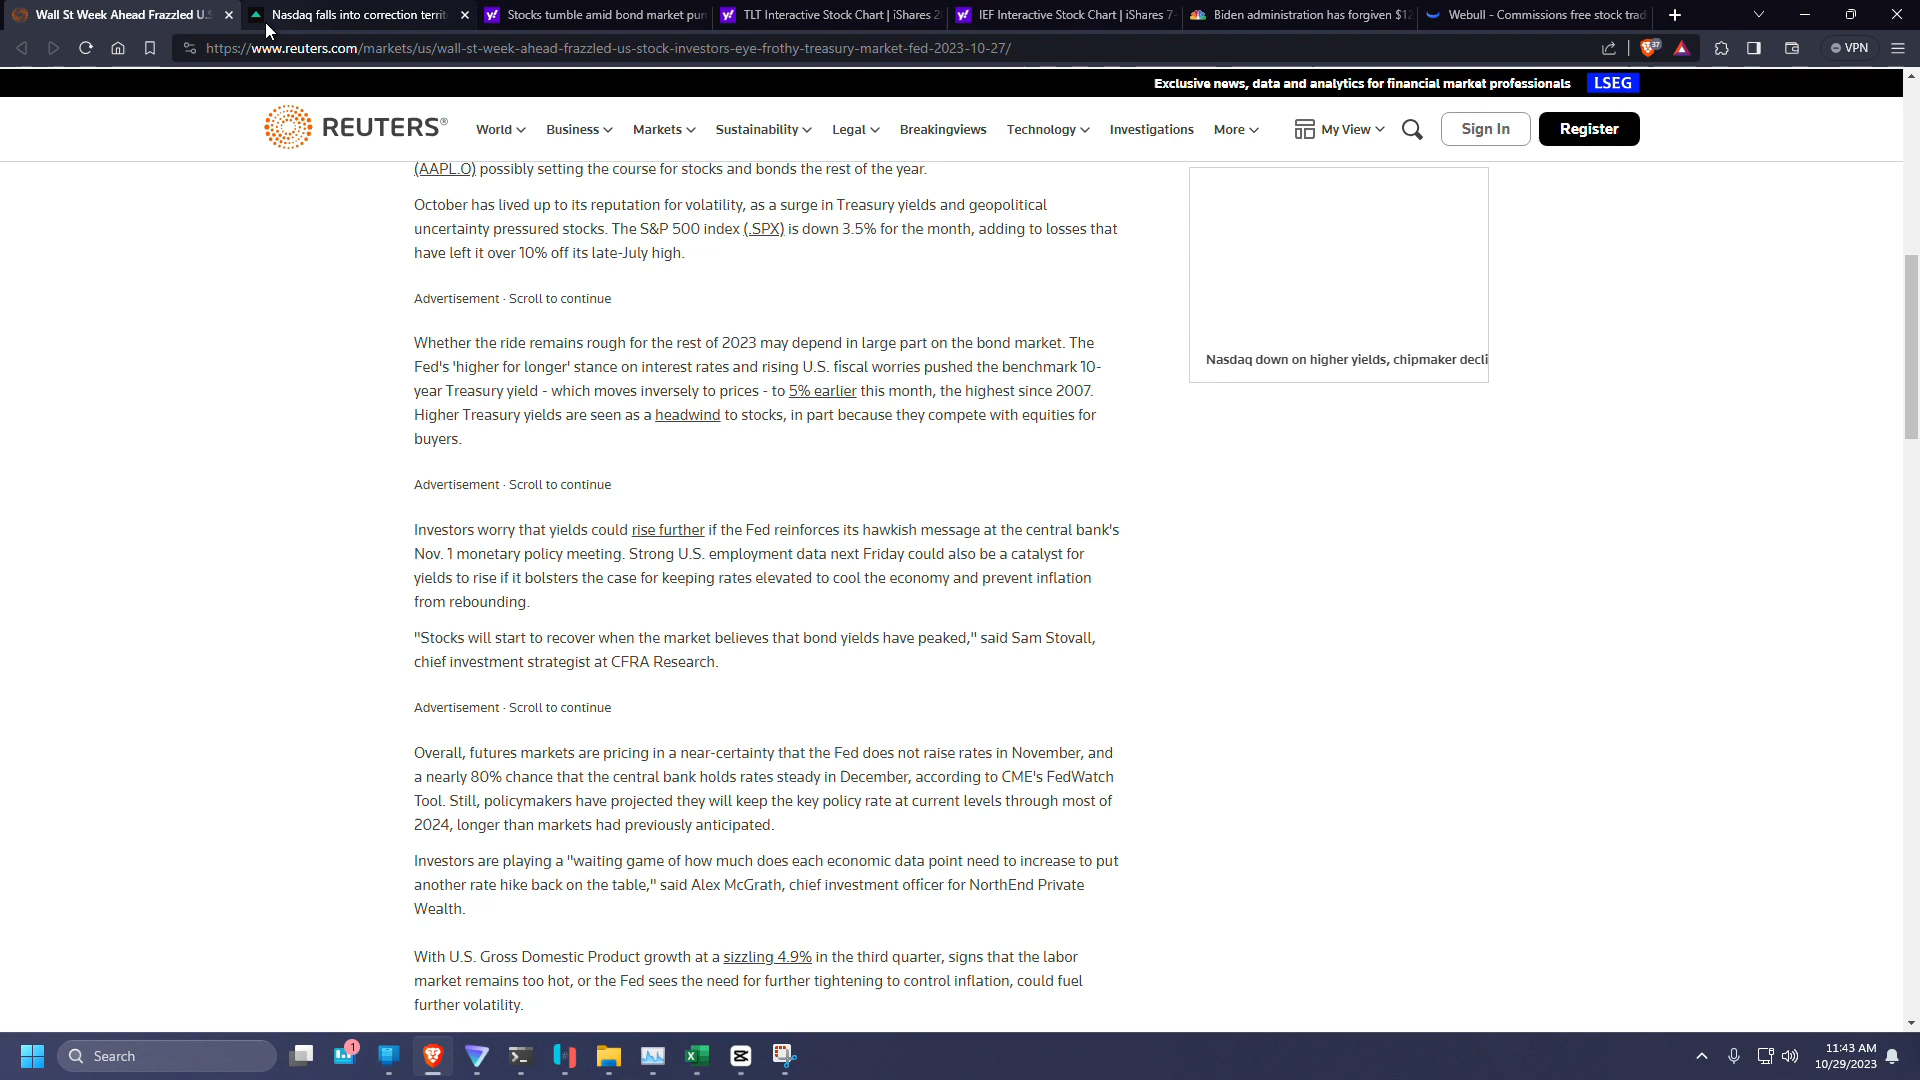 Wall St Week Ahead Frazzled U.S
Nasdaq falls into correction territ
Stocks tumble amid bond market pun
TLT Interactive Stock Chart | iShares 2
IEF Interactive Stock Chart | iShares 7-
Biden administration has forgiven $12
Webull - Commissions free stock trad
https://www.reuters.com/markets/us/wall-st-week-ahead-frazzled-us-stock-investors-eye-frothy-treasury-market-fed-2023-10-27/
37
VPN
Exclusive news, data and analytics for financial market professionals
LSEG
REUTERS®
World
Business
Markets
Sustainability
Legal
Breakingviews
Technology
Investigations
More
My View
Sign In
Register
(AAPL.O) possibly setting the course for stocks and bonds the rest of the year.
October has lived up to its reputation for volatility, as a surge in Treasury yields and geopolitical
uncertainty pressured stocks. The S&P 500 index (.SPX) is down 3.5% for the month, adding to losses that
have left it over 10% off its late-July high.
Advertisement · Scroll to continue
Whether the ride remains rough for the rest of 2023 may depend in large part on the bond market. The
Fed's 'higher for longer' stance on interest rates and rising U.S. fiscal worries pushed the benchmark 10-
year Treasury yield - which moves inversely to prices - to 5% earlier this month, the highest since 2007.
Higher Treasury yields are seen as a headwind to stocks, in part because they compete with equities for
buyers.
Nasdaq down on higher yields, chipmaker decli
Advertisement · Scroll to continue
Investors worry that yields could rise further if the Fed reinforces its hawkish message at the central bank's
Nov. 1 monetary policy meeting. Strong U.S. employment data next Friday could also be a catalyst for
yields to rise if it bolsters the case for keeping rates elevated to cool the economy and prevent inflation
from rebounding.
"Stocks will start to recover when the market believes that bond yields have peaked," said Sam Stovall,
chief investment strategist at CFRA Research.
Advertisement · Scroll to continue
Overall, futures markets are pricing in a near-certainty that the Fed does not raise rates in November, and
a nearly 80% chance that the central bank holds rates steady in December, according to CME's FedWatch
Tool. Still, policymakers have projected they will keep the key policy rate at current levels through most of
2024, longer than markets had previously anticipated.
Investors are playing a "waiting game of how much does each economic data point need to increase to put
another rate hike back on the table," said Alex McGrath, chief investment officer for NorthEnd Private
Wealth.
With U.S. Gross Domestic Product growth at a sizzling 4.9% in the third quarter, signs that the labor
market remains too hot, or the Fed sees the need for further tightening to control inflation, could fuel
further volatility.
Search
1
11:43 AM
10/29/2023